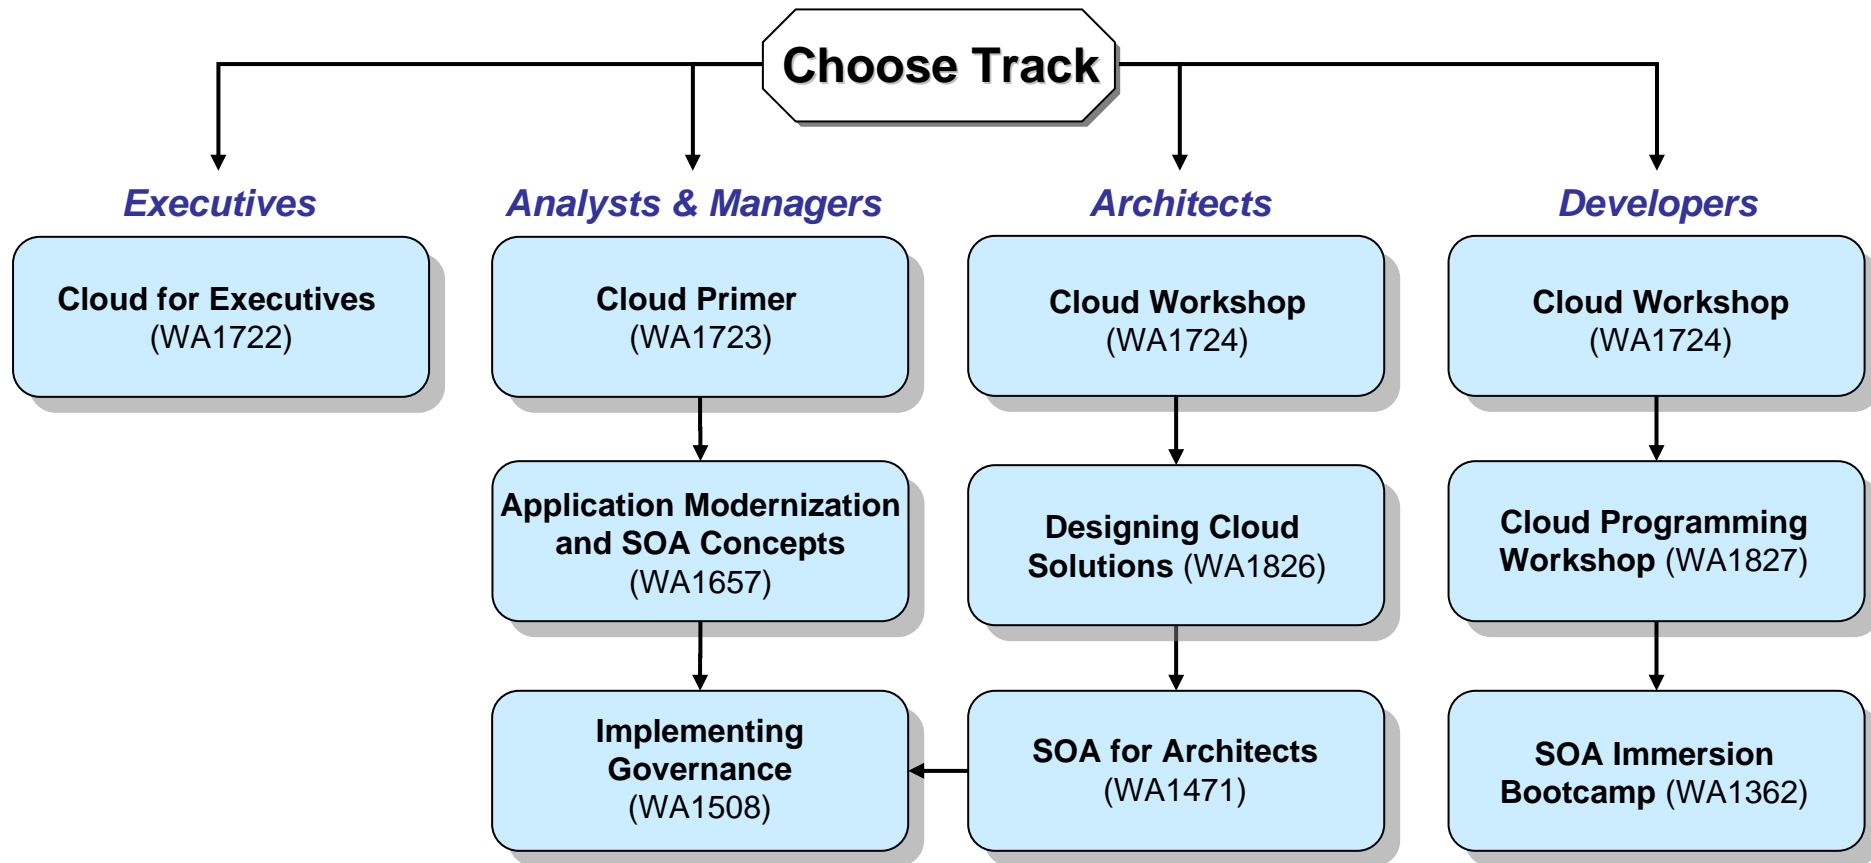 Choose Track
Executives
Analysts & Managers
Architects
Developers
Cloud for Executives
(WA1722)
Cloud Primer
(WA1723)
Cloud Workshop
(WA1724)
Cloud Workshop
(WA1724)
Application Modernization
and SOA Concepts
(WA1657)
Designing Cloud
Solutions (WA1826)
Cloud Programming
Workshop (WA1827)
Implementing
Governance
(WA1508)
SOA for Architects
(WA1471)
SOA Immersion
Bootcamp (WA1362)